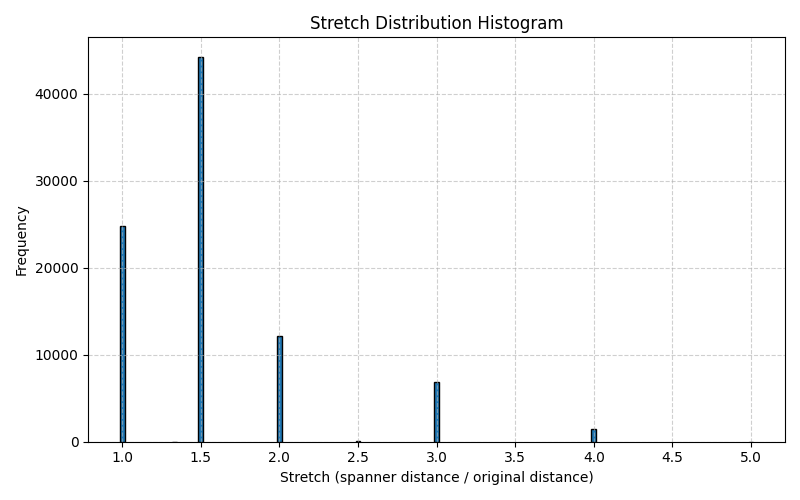 Stretch Distribution Histogram
Frequency
40000
30000
20000
10000
0
1.0 1.5 2.0 2.5 3.0 3.5 4.0 4.5 5.0
Stretch (spanner distance / original distance)